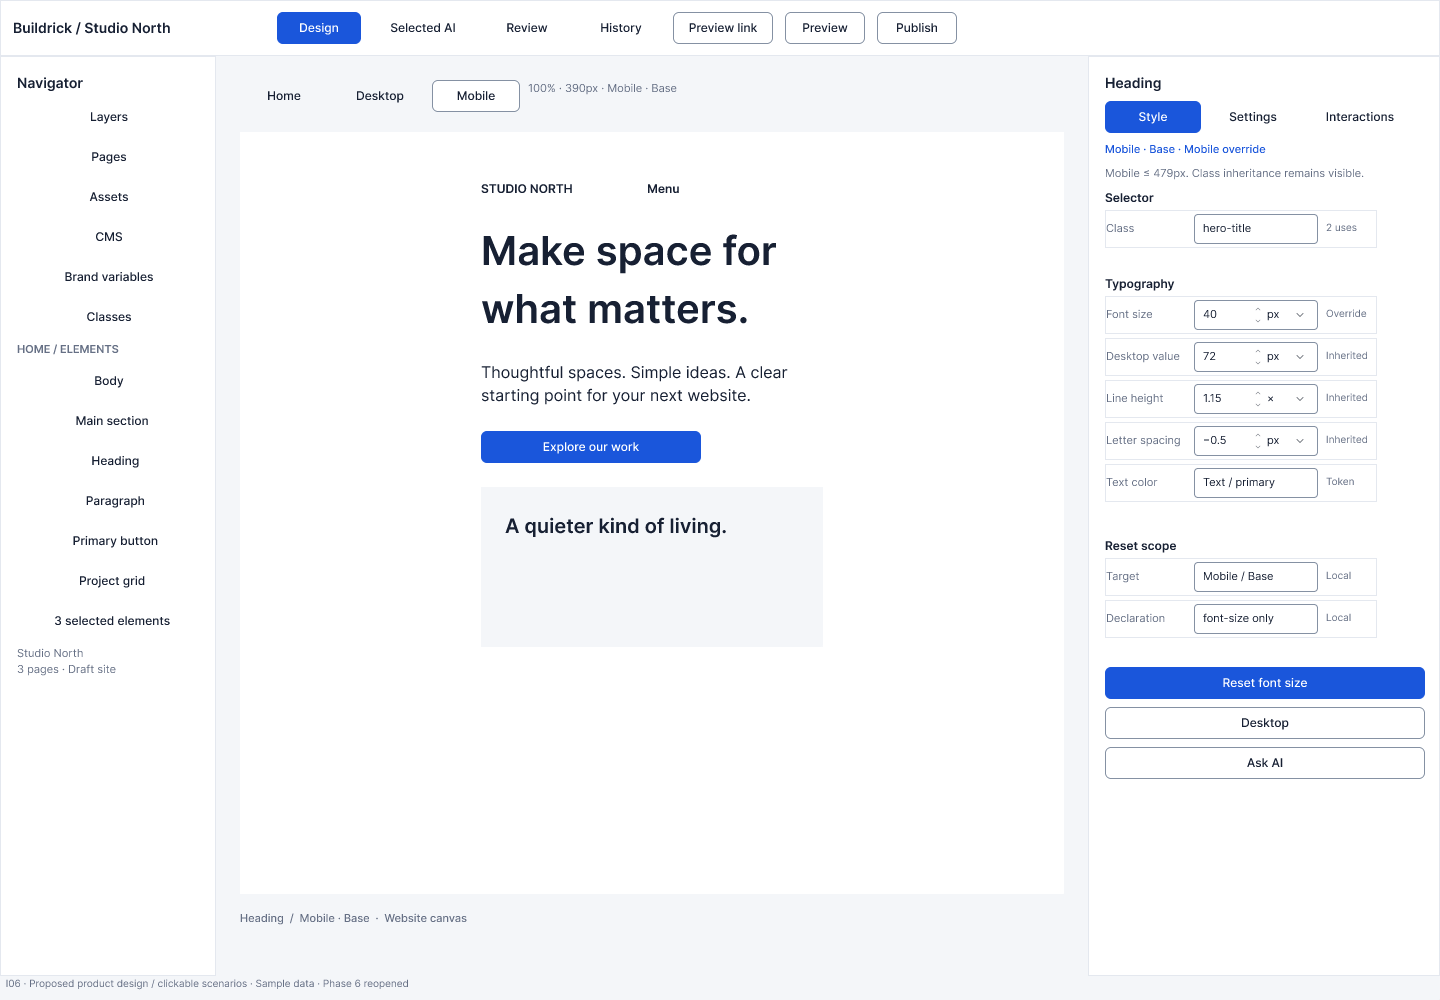 Buildrick / Studio North
Design
Selected AI
Review
History
Preview link
Preview
Publish
Navigator
Layers
Pages
Assets
CMS
Brand variables
Classes
HOME / ELEMENTS
Body
Main section
Heading
Paragraph
Primary button
Project grid
3 selected elements
Studio North
3 pages · Draft site
Home
Desktop
Mobile
100% · 390px · Mobile · Base
STUDIO NORTH
Menu
Make space for
what matters.
Thoughtful spaces. Simple ideas. A clear
starting point for your next website.
Explore our work
A quieter kind of living.
Heading / Mobile · Base · Website canvas
Heading
Style
Settings
Interactions
Mobile · Base · Mobile override
Mobile ≤ 479px. Class inheritance remains visible.
Selector
Class hero-title 2 uses
Typography
Font size 40 px Override
Desktop value 72 px Inherited
Line height 1.15 × Inherited
Letter spacing −0.5 px Inherited
Text color Text / primary Token
Reset scope
Target Mobile / Base Local
Declaration font-size only Local
Reset font size
Desktop
Ask AI
I06 · Proposed product design / clickable scenarios · Sample data · Phase 6 reopened